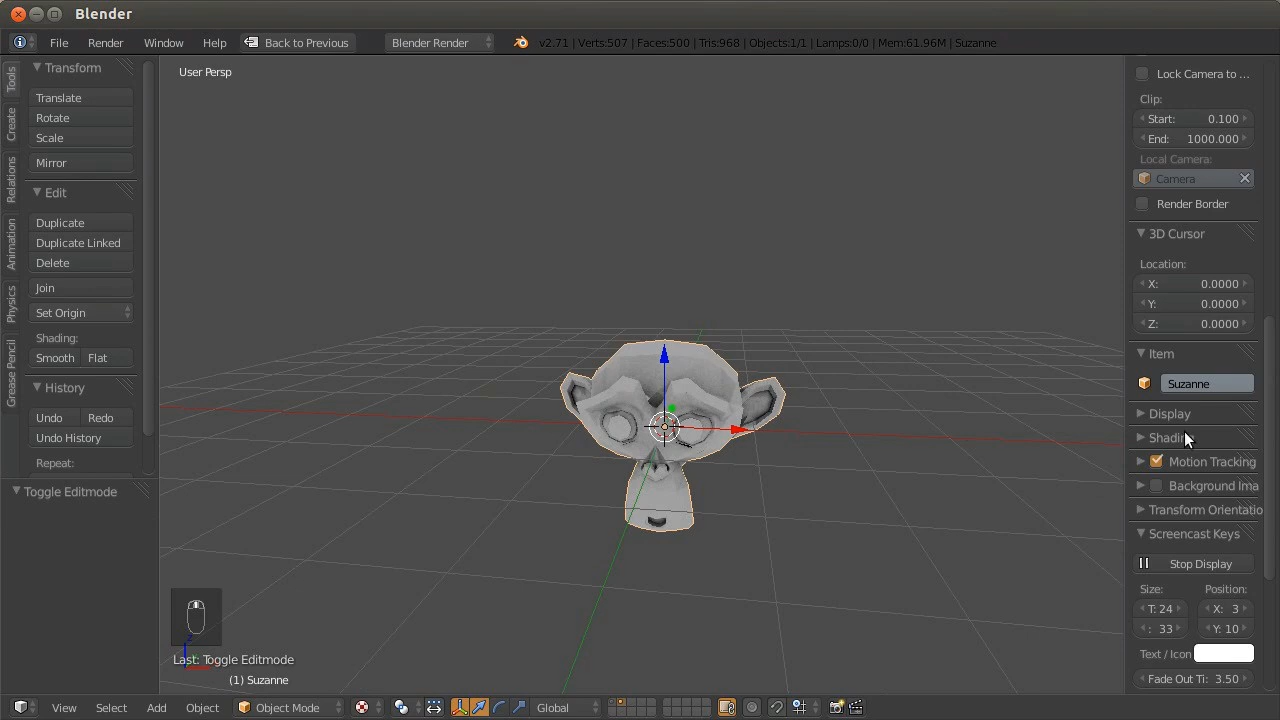 Blender
File Render Window Help Back to Previous Blender Render v2.71 | Verts:507 | Faces:500 | Tris:968 | Objects:1/1 | Lamps:0/0 | Mem:61.96M | Suzanne
Tools
Create
Relations
Animation
Physics
Grease Pencil
Transform
Translate
Rotate
Scale
Mirror
Edit
Duplicate
Duplicate Linked
Delete
Join
Set Origin
Shading:
Smooth Flat
History
Undo Redo
Undo History
Repeat:
Toggle Editmode
User Persp
Last: Toggle Editmode
(1) Suzanne
Lock Camera to ...
Clip:
Start: 0.100
End: 1000.000
Local Camera:
Camera
Render Border
3D Cursor
Location:
X: 0.0000
Y: 0.0000
Z: 0.0000
Item
Suzanne
Display
Shading
Motion Tracking
Background Ima
Transform Orientatio
Screencast Keys
Stop Display
Size: Position:
T: 24 X: 3
: 33 Y: 10
Text / Icon
Fade Out Ti: 3.50
View Select Add Object Object Mode Global